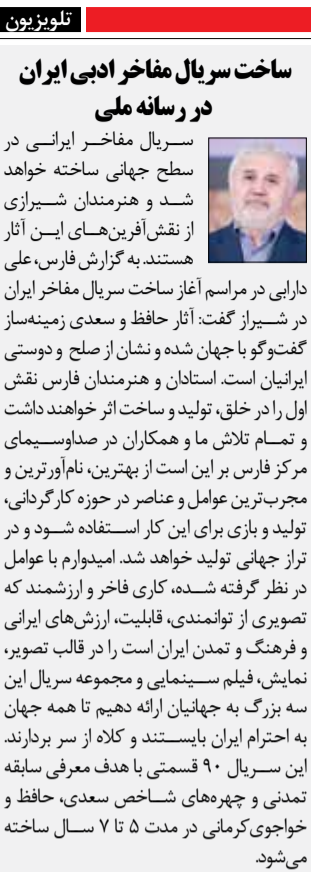 تلویزیون
ساخت سریال مفاخر ادبی ایران
در رسانه ملی
سریال مفاخر ایرانی در
سطح جهانی ساخته خواهد
شد و هنرمندان شیرازی
از نقش‌آفرین‌های این آثار
هستند. به گزارش فارس، علی
دارابی در مراسم آغاز ساخت سریال مفاخر ایران
در شیراز گفت: آثار حافظ و سعدی زمینه‌ساز
گفت‌وگو با جهان شده و نشان از صلح و دوستی
ایرانیان است. استادان و هنرمندان فارس نقش
اول را در خلق، تولید و ساخت اثر خواهند داشت
و تمام تلاش ما و همکاران در صداوسیمای
مرکز فارس بر این است از بهترین، نام‌آورترین و
مجرب‌ترین عوامل و عناصر در حوزه کارگردانی،
تولید و بازی برای این کار استفاده شود و در
تراز جهانی تولید خواهد شد. امیدوارم با عوامل
در نظر گرفته شده، کاری فاخر و ارزشمند که
تصویری از توانمندی، قابلیت، ارزش‌های ایرانی
و فرهنگ و تمدن ایران است را در قالب تصویر،
نمایش، فیلم سینمایی و مجموعه سریال این
سه بزرگ به جهانیان ارائه دهیم تا همه جهان
به احترام ایران بایستند و کلاه از سر بردارند.
این سریال ۹۰ قسمتی با هدف معرفی سابقه
تمدنی و چهره‌های شاخص سعدی، حافظ و
خواجوی‌کرمانی در مدت ۵ تا ۷ سال ساخته
می‌شود.